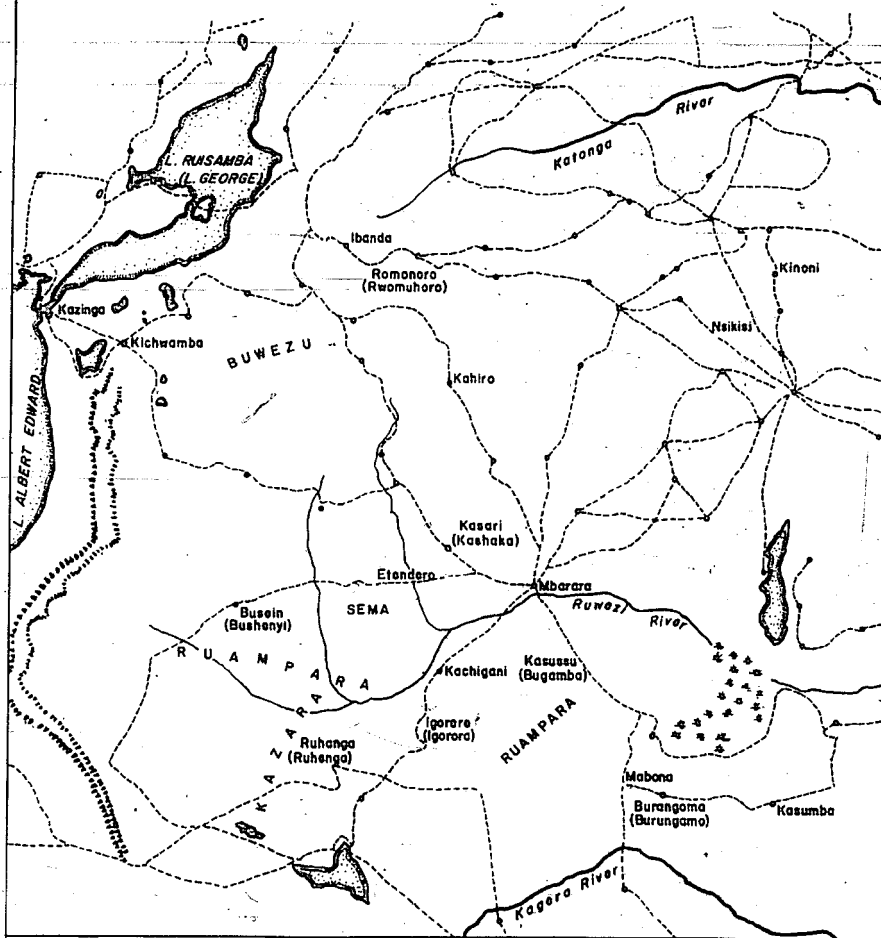 Katonga River
L. RUISAMBA
(L. GEORGE)
Ibanda
Romonoro
(Rwomuhoro)
Kinoni
Kazinga
Nsikisi
Kichwamba
BUWEZU
Kahiro
L. ALBERT EDWARD
Kasari
(Kashaka)
Etendero
Mbarara
Busein
(Bushenyi)
SEMA
Ruwezi River
RUAMPARA
Kachigani
Kasussu
(Bugamba)
KAZARA
Igorare
(Igorora)
RUAMPARA
Ruhanga
(Ruhenga)
Mabona
Burangoma
(Burungamo)
Kasumba
Kagera River